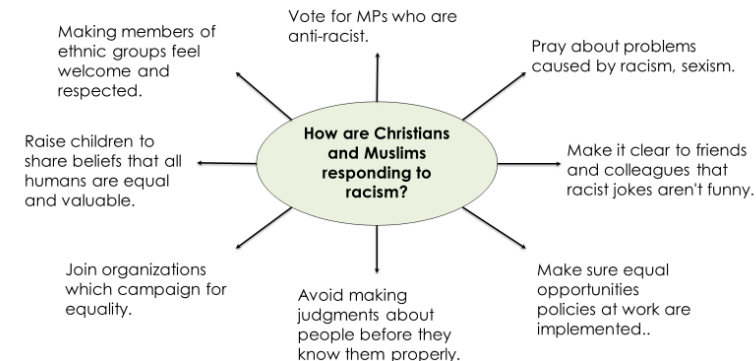 Vote for MPs who are
anti-racist.
Making members of
ethnic groups feel
welcome and
respected.
Pray about problems
caused by racism, sexism.
How are Christians
and Muslims
responding to
racism?
Raise children to
share beliefs that all
humans are equal
and valuable.
Make it clear to friends
and colleagues that
racist jokes aren't funny.
Join organizations
which campaign for
equality.
Avoid making
judgments about
people before they
know them properly.
Make sure equal
opportunities
policies at work are
implemented..